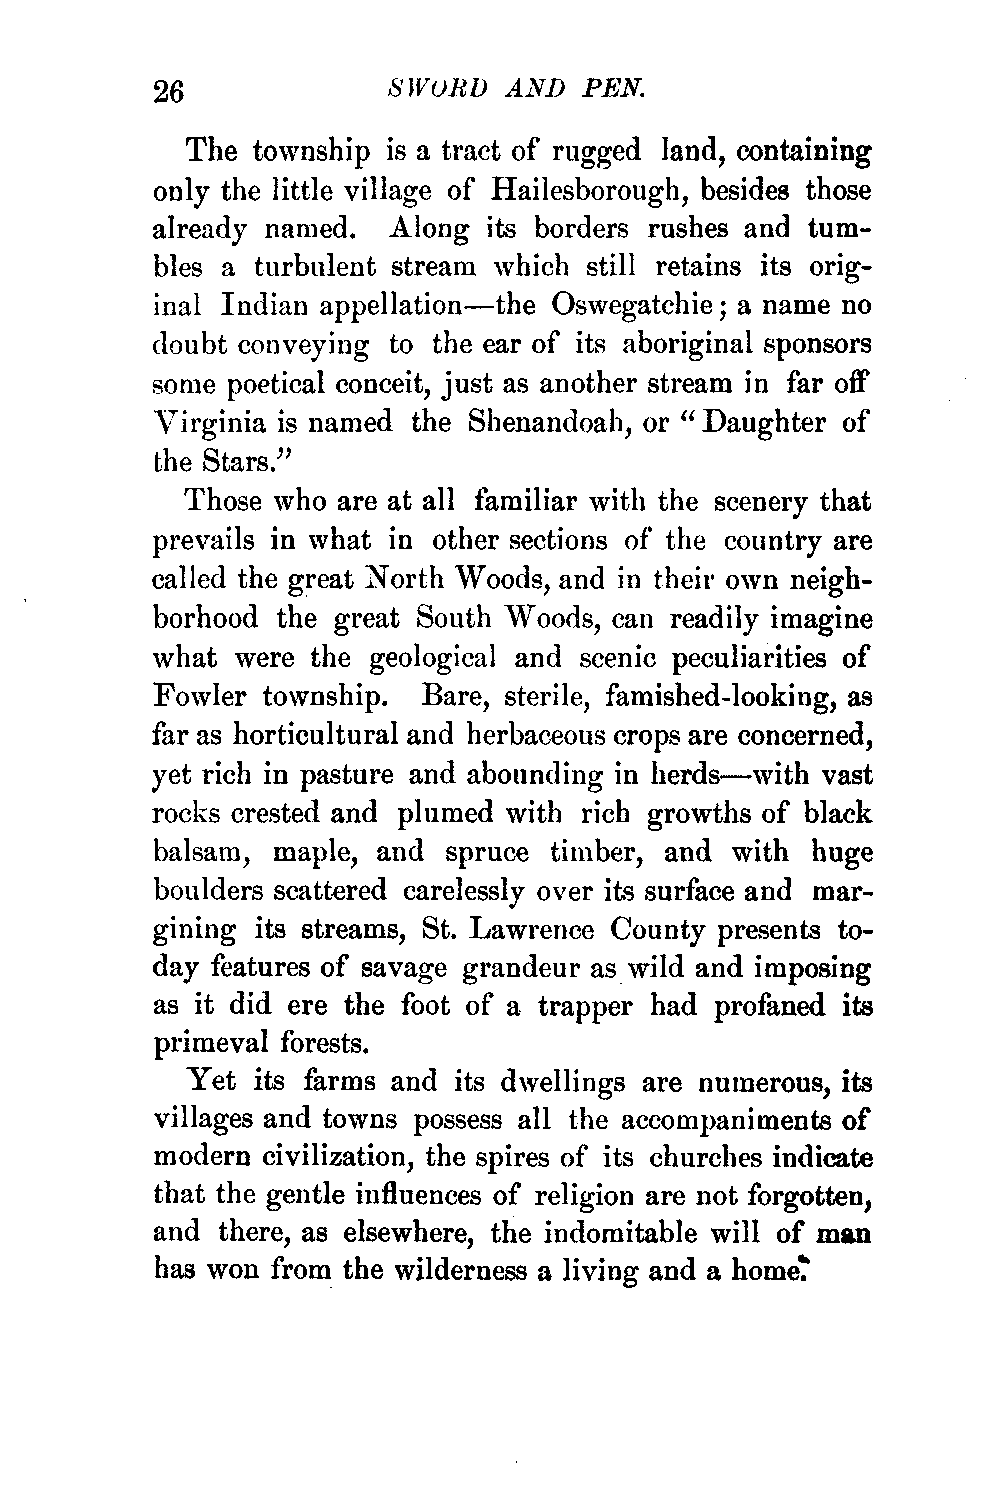 26 SWORD AND PEN.
The township is a tract of rugged land, containing
only the little village of Hailesborough, besides those
already named. Along its borders rushes and tum-
bles a turbulent stream which still retains its orig-
inal Indian appellation—the Oswegatchie; a name no
doubt conveying to the ear of its aboriginal sponsors
some poetical conceit, just as another stream in far off
Virginia is named the Shenandoah, or “Daughter of
the Stars.”
Those who are at all familiar with the scenery that
prevails in what in other sections of the country are
called the great North Woods, and in their own neigh-
borhood the great South Woods, can readily imagine
what were the geological and scenic peculiarities of
Fowler township. Bare, sterile, famished-looking, as
far as horticultural and herbaceous crops are concerned,
yet rich in pasture and abounding in herds—with vast
rocks crested and plumed with rich growths of black
balsam, maple, and spruce timber, and with huge
boulders scattered carelessly over its surface and mar-
gining its streams, St. Lawrence County presents to-
day features of savage grandeur as wild and imposing
as it did ere the foot of a trapper had profaned its
primeval forests.
Yet its farms and its dwellings are numerous, its
villages and towns possess all the accompaniments of
modern civilization, the spires of its churches indicate
that the gentle influences of religion are not forgotten,
and there, as elsewhere, the indomitable will of man
has won from the wilderness a living and a home.